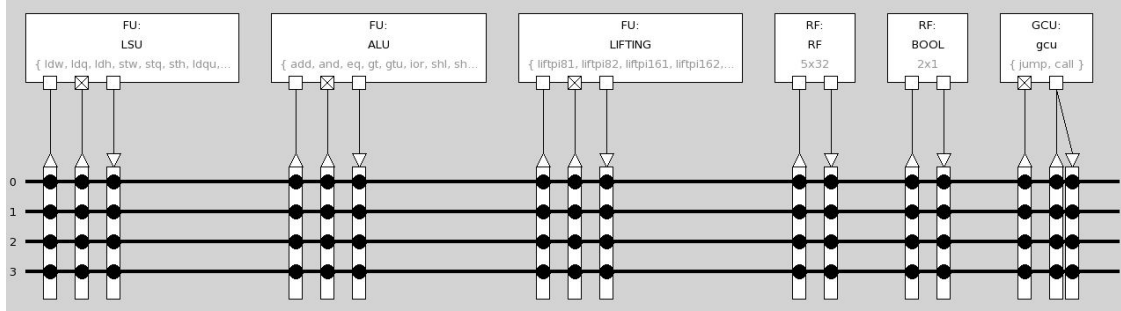 FU:
LSU
{ ldw, ldq, ldh, stw, stq, sth, ldqu,...
FU:
ALU
{ add, and, eq, gt, gtu, ior, shl, sh...
FU:
LIFTING
{ liftpi81, liftpi82, liftpi161, liftpi162,...
RF:
RF
5x32
RF:
BOOL
2x1
GCU:
gcu
{ jump, call }
0
1
2
3